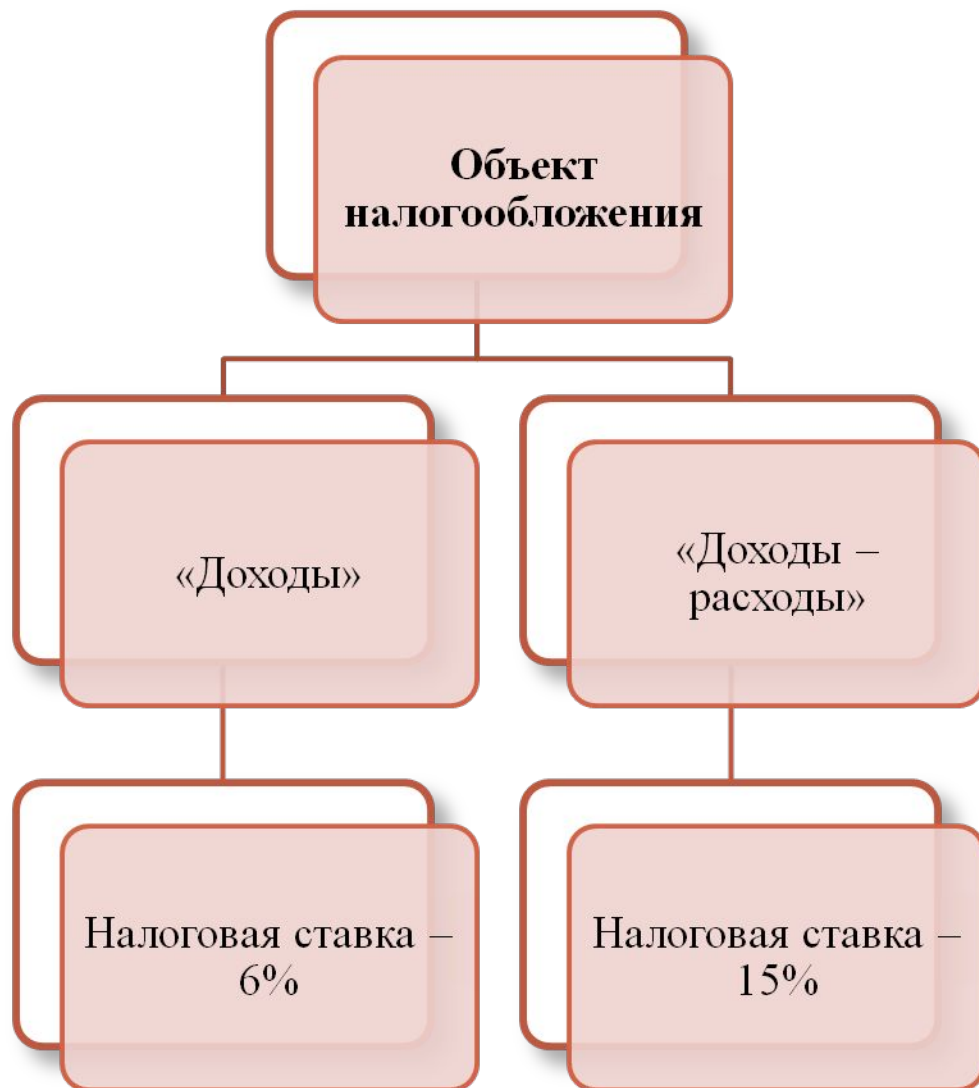 Объект
налогообложения
«Доходы»
«Доходы –
расходы»
Налоговая ставка –
6%
Налоговая ставка –
15%